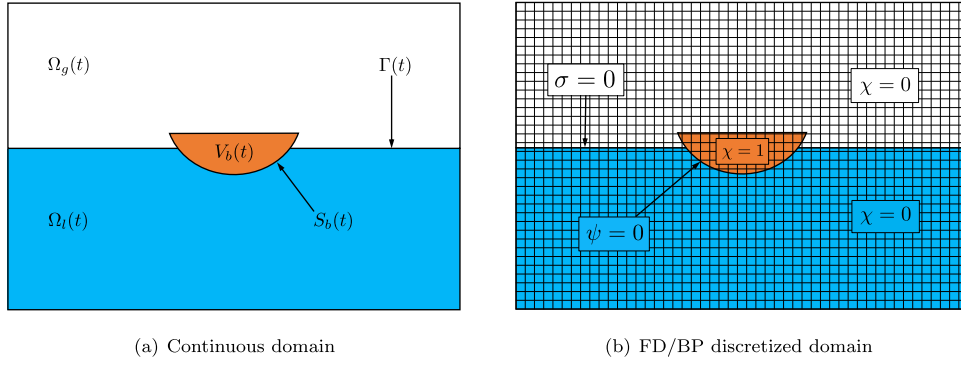 Ω_g(t)
Γ(t)
V_b(t)
Ω_l(t)
S_b(t)
(a) Continuous domain
σ = 0
χ = 0
χ = 1
χ = 0
ψ = 0
(b) FD/BP discretized domain